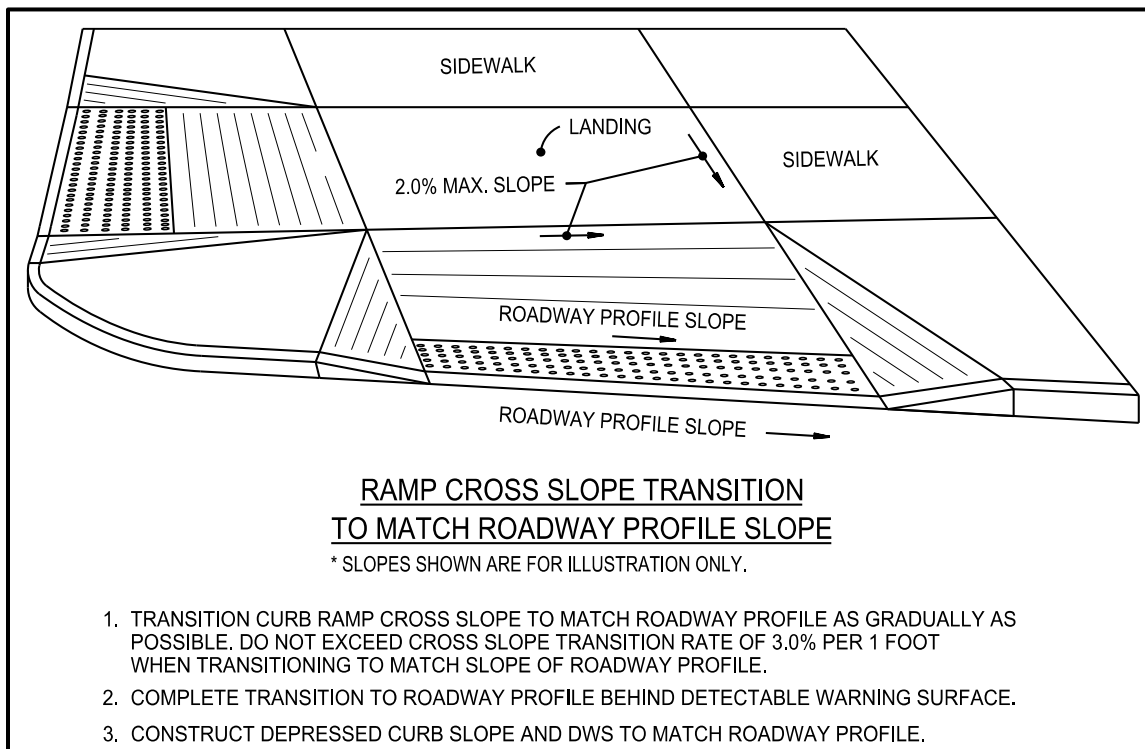 SIDEWALK
LANDING
SIDEWALK
2.0% MAX. SLOPE
ROADWAY PROFILE SLOPE
ROADWAY PROFILE SLOPE
RAMP CROSS SLOPE TRANSITION
TO MATCH ROADWAY PROFILE SLOPE
* SLOPES SHOWN ARE FOR ILLUSTRATION ONLY.
1. TRANSITION CURB RAMP CROSS SLOPE TO MATCH ROADWAY PROFILE AS GRADUALLY AS
POSSIBLE. DO NOT EXCEED CROSS SLOPE TRANSITION RATE OF 3.0% PER 1 FOOT
WHEN TRANSITIONING TO MATCH SLOPE OF ROADWAY PROFILE.
2. COMPLETE TRANSITION TO ROADWAY PROFILE BEHIND DETECTABLE WARNING SURFACE.
3. CONSTRUCT DEPRESSED CURB SLOPE AND DWS TO MATCH ROADWAY PROFILE.